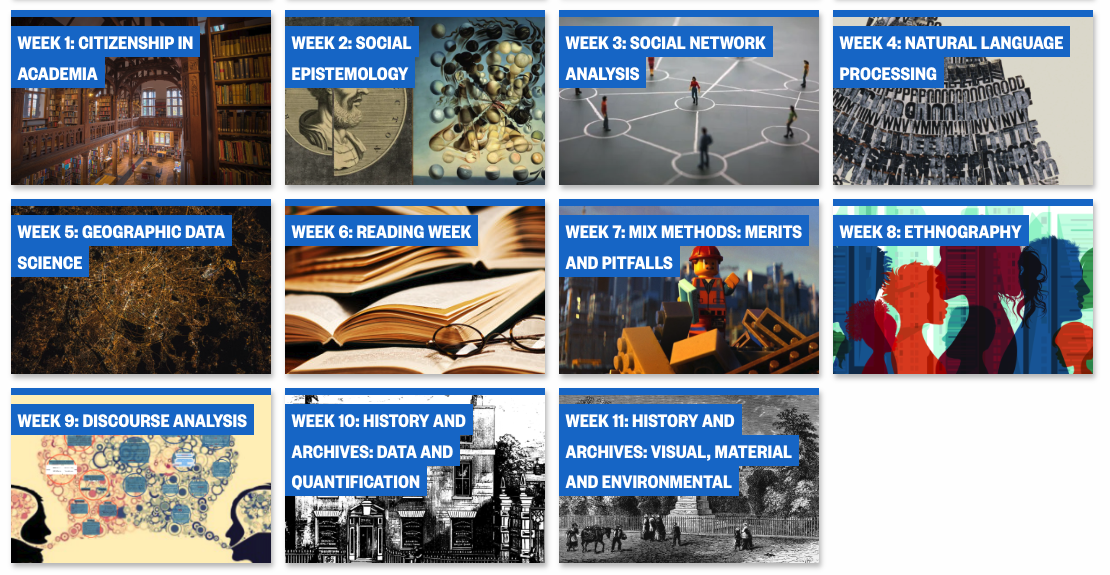 WEEK 1: CITIZENSHIP IN
ACADEMIA
WEEK 2: SOCIAL
EPISTEMOLOGY
WEEK 3: SOCIAL NETWORK
ANALYSIS
WEEK 4: NATURAL LANGUAGE
PROCESSING
WEEK 5: GEOGRAPHIC DATA
SCIENCE
WEEK 6: READING WEEK
WEEK 7: MIX METHODS: MERITS
AND PITFALLS
WEEK 8: ETHNOGRAPHY
WEEK 9: DISCOURSE ANALYSIS
WEEK 10: HISTORY AND
ARCHIVES: DATA AND
QUANTIFICATION
WEEK 11: HISTORY AND
ARCHIVES: VISUAL, MATERIAL
AND ENVIRONMENTAL